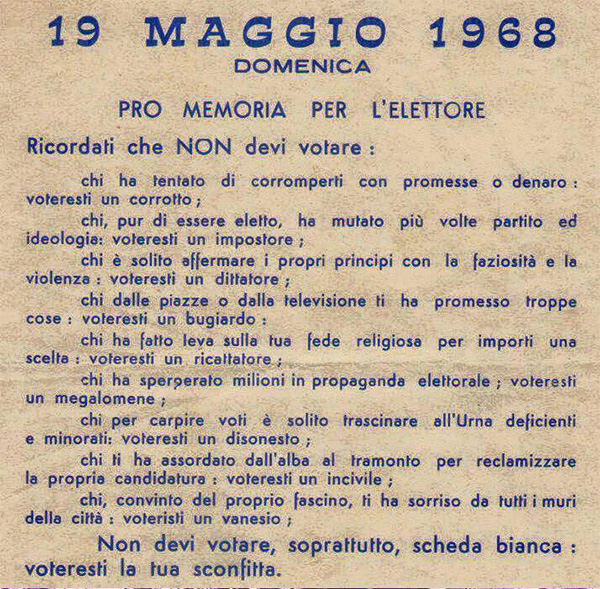 19 MAGGIO 1968
DOMENICA
PRO MEMORIA PER L'ELETTORE
Ricordati che NON devi votare :
chi ha tentato di corromperti con promesse o denaro :
voteresti un corrotto ;
chi, pur di essere eletto, ha mutato più volte partito ed
ideologia: voteresti un impostore ;
chi è solito affermare i propri principi con la faziosità e la
violenza : voteresti un dittatore ;
chi dalle piazze o dalla televisione ti ha promesso troppe
cose : voteresti un bugiardo :
chi ha fatto leva sulla tua fede religiosa per importi una
scelta : voteresti un ricattatore ;
chi ha sperperato milioni in propaganda elettorale ; voteresti
un megalomene ;
chi per carpire voti è solito trascinare all'Urna deficienti
e minorati: voteresti un disonesto ;
chi ti ha assordato dall'alba al tramonto per reclamizzare
la propria candidatura : voteresti un incivile ;
chi, convinto del proprio fascino, ti ha sorriso da tutti i muri
della città : voteristi un vanesio ;
Non devi votare, soprattutto, scheda bianca :
voteresti la tua sconfitta.